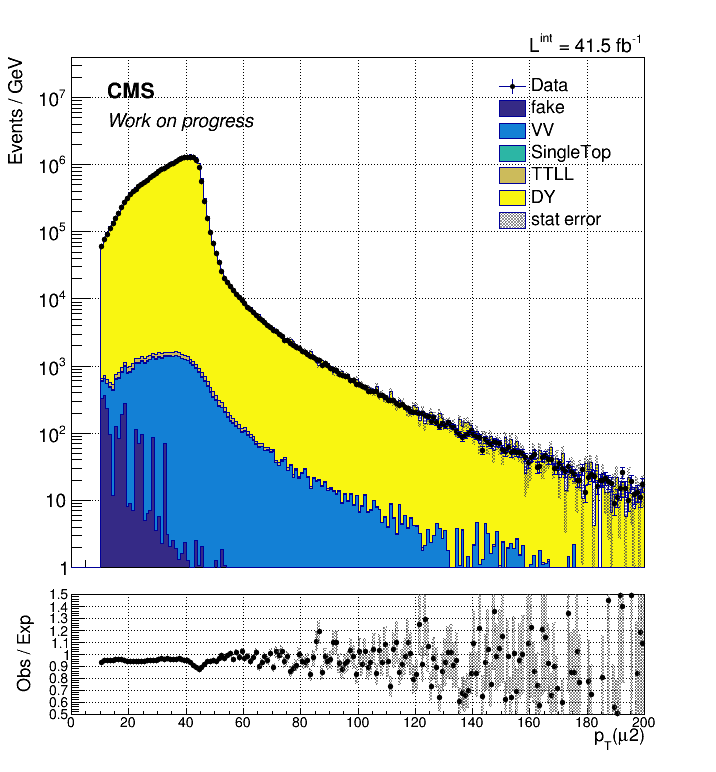 L^int = 41.5 fb^-1
Events / GeV
CMS
Work on progress
Data
fake
VV
SingleTop
TTLL
DY
stat error
10^7
10^6
10^5
10^4
10^3
10^2
10
1
Obs / Exp
1.5
1.4
1.3
1.2
1.1
1
0.9
0.8
0.7
0.6
0.5
0 20 40 60 80 100 120 140 160 180 200
p_T(μ2)